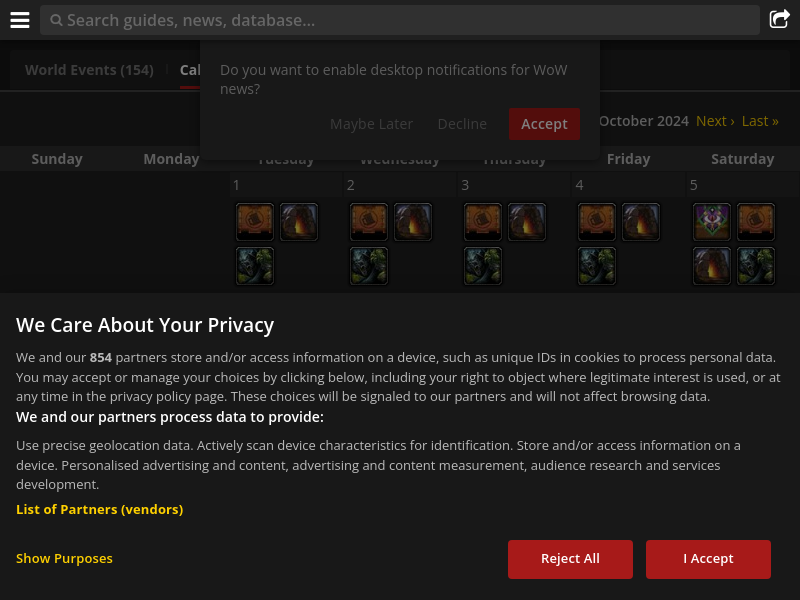 Search guides, news, database...
World Events (154)
Cal
Do you want to enable desktop notifications for WoW
news?
Maybe Later
Decline
Accept
October 2024
Next ›
Last »
Sunday
Monday
Tuesday
Wednesday
Thursday
Friday
Saturday
1
2
3
4
5
We Care About Your Privacy
We and our 854 partners store and/or access information on a device, such as unique IDs in cookies to process personal data.
You may accept or manage your choices by clicking below, including your right to object where legitimate interest is used, or at
any time in the privacy policy page. These choices will be signaled to our partners and will not affect browsing data.
We and our partners process data to provide:
Use precise geolocation data. Actively scan device characteristics for identification. Store and/or access information on a
device. Personalised advertising and content, advertising and content measurement, audience research and services
development.
List of Partners (vendors)
Show Purposes
Reject All
I Accept